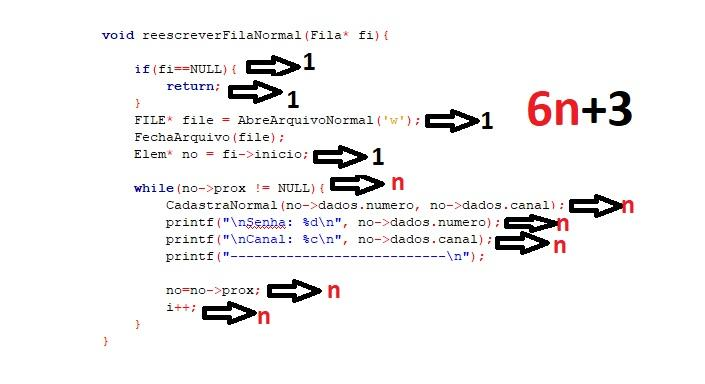 void reescreverFilaNormal(Fila* fi){
if(fi==NULL){ 1
return; 1
}
FILE* file = AbreArquivoNormal('w'); 1
6n+3
FechaArquivo(file);
Elem* no = fi->inicio; 1
while(no->prox != NULL){ n
CadastraNormal(no->dados.numero, no->dados.canal); n
printf("\nSenha: %d\n", no->dados.numero); n
printf("\nCanal: %c\n", no->dados.canal); n
printf("---------------------------\n");
no=no->prox; n
i++; n
}
}